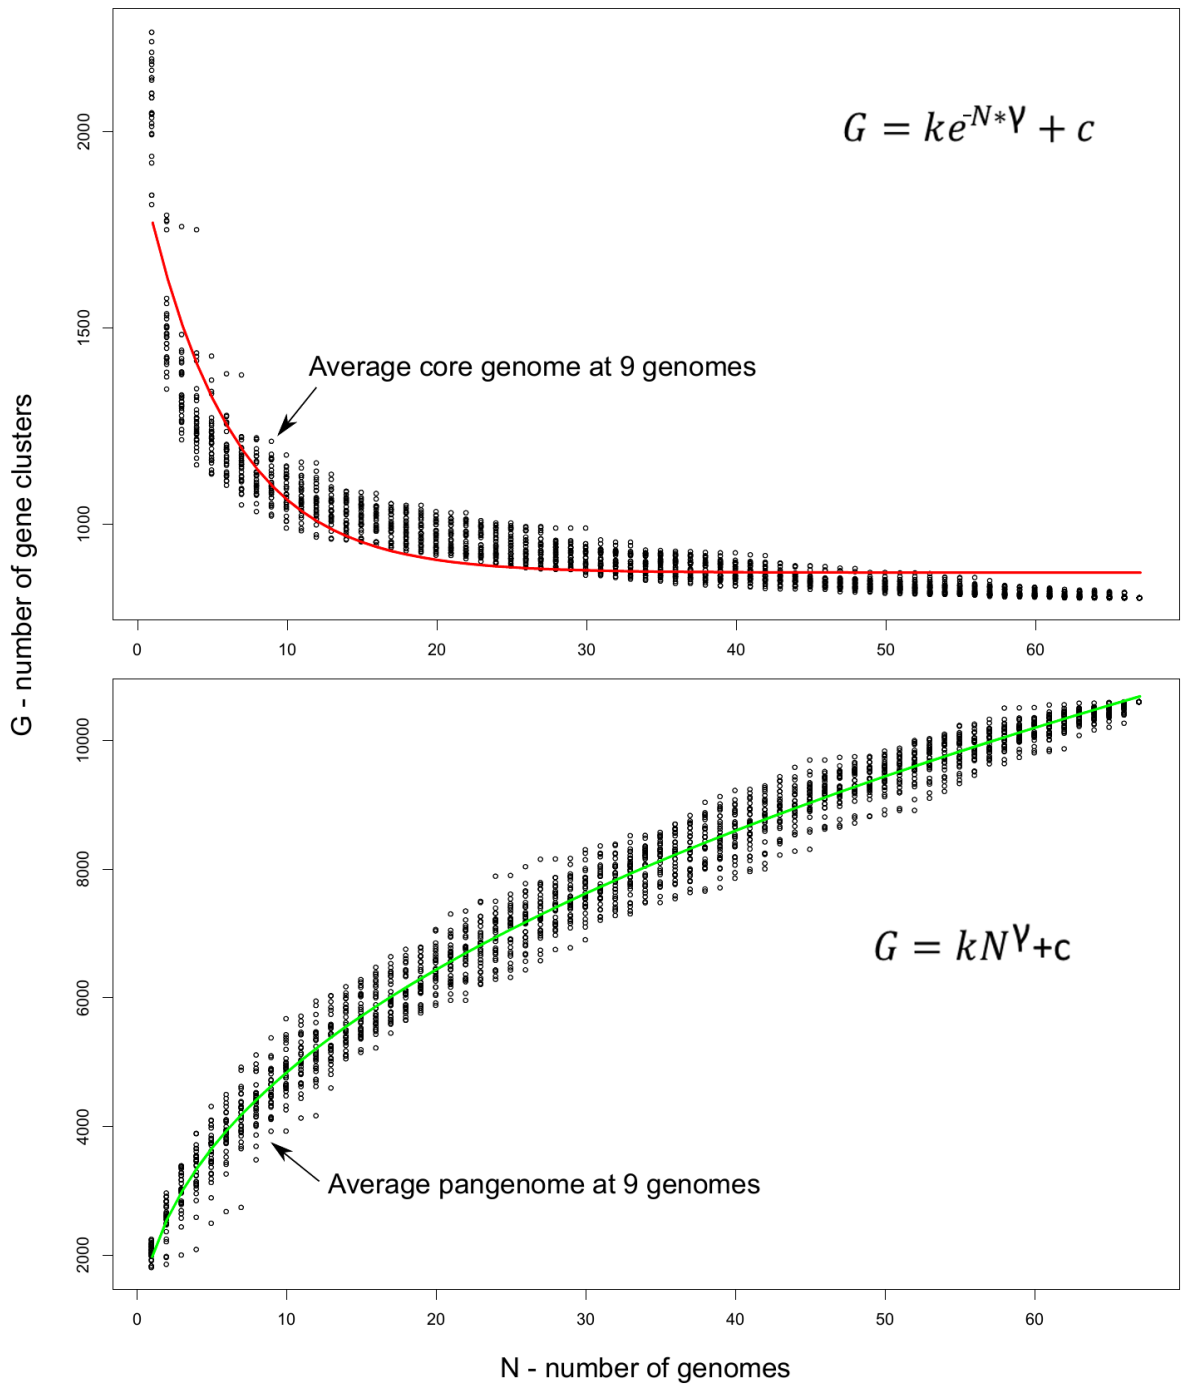 G - number of gene clusters
2000
1500
1000
G = ke^{-N*γ} + c
Average core genome at 9 genomes
0 10 20 30 40 50 60
10000
8000
6000
4000
2000
G = kN^γ+c
Average pangenome at 9 genomes
0 10 20 30 40 50 60
N - number of genomes